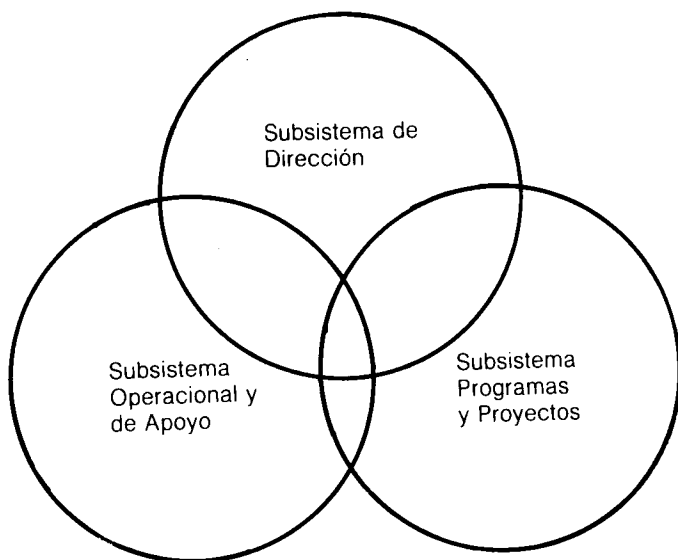 Subsistema de
Dirección
Subsistema
Operacional y
de Apoyo
Subsistema
Programas
y Proyectos